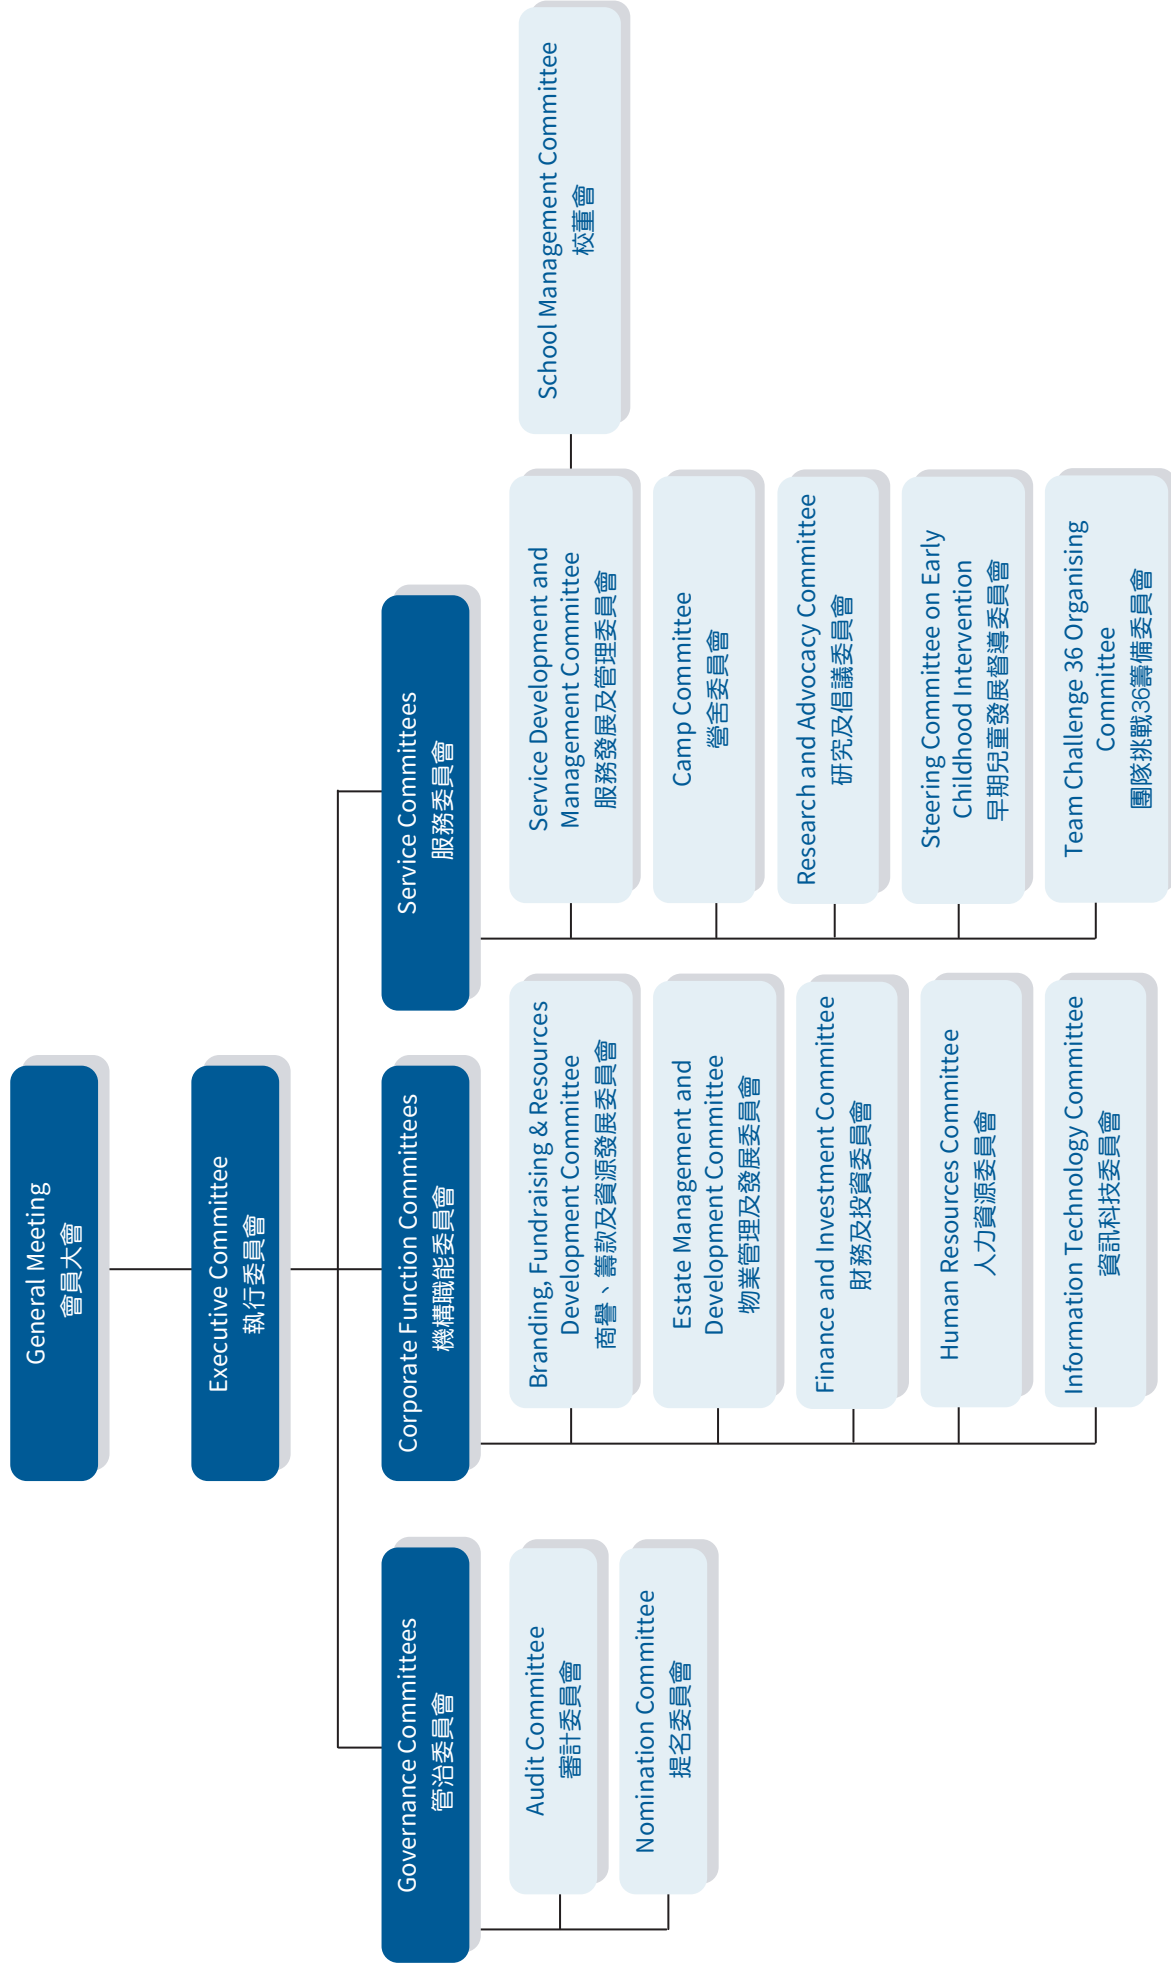 General Meeting
會員大會
Executive Committee
執行委員會
Governance Committees
管治委員會
Audit Committee
審計委員會
Nomination Committee
提名委員會
Corporate Function Committees
機構職能委員會
Branding, Fundraising & Resources
Development Committee
商譽、籌款及資源發展委員會
Estate Management and
Development Committee
物業管理及發展委員會
Finance and Investment Committee
財務及投資委員會
Human Resources Committee
人力資源委員會
Information Technology Committee
資訊科技委員會
Service Committees
服務委員會
Service Development and
Management Committee
服務發展及管理委員會
School Management Committee
校董會
Camp Committee
營舍委員會
Research and Advocacy Committee
研究及倡議委員會
Steering Committee on Early
Childhood Intervention
早期兒童發展督導委員會
Team Challenge 36 Organising
Committee
團隊挑戰36籌備委員會